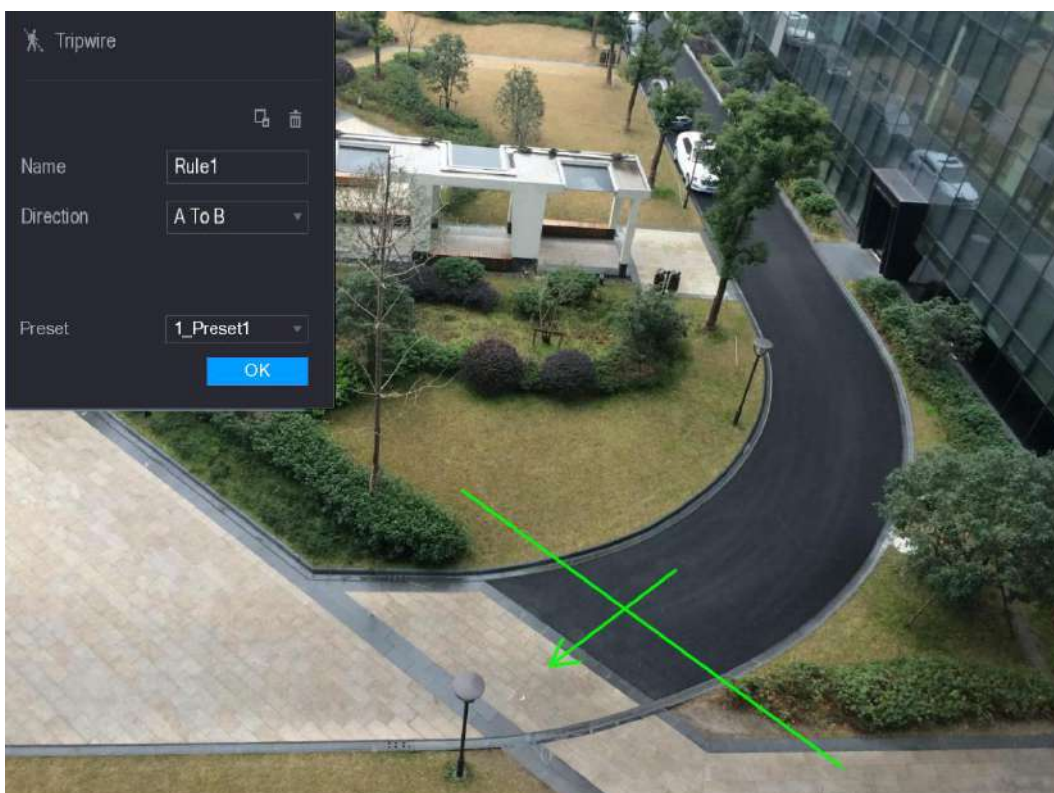 Tripwire
Name Rule1
Direction A To B
Preset 1_Preset1
OK